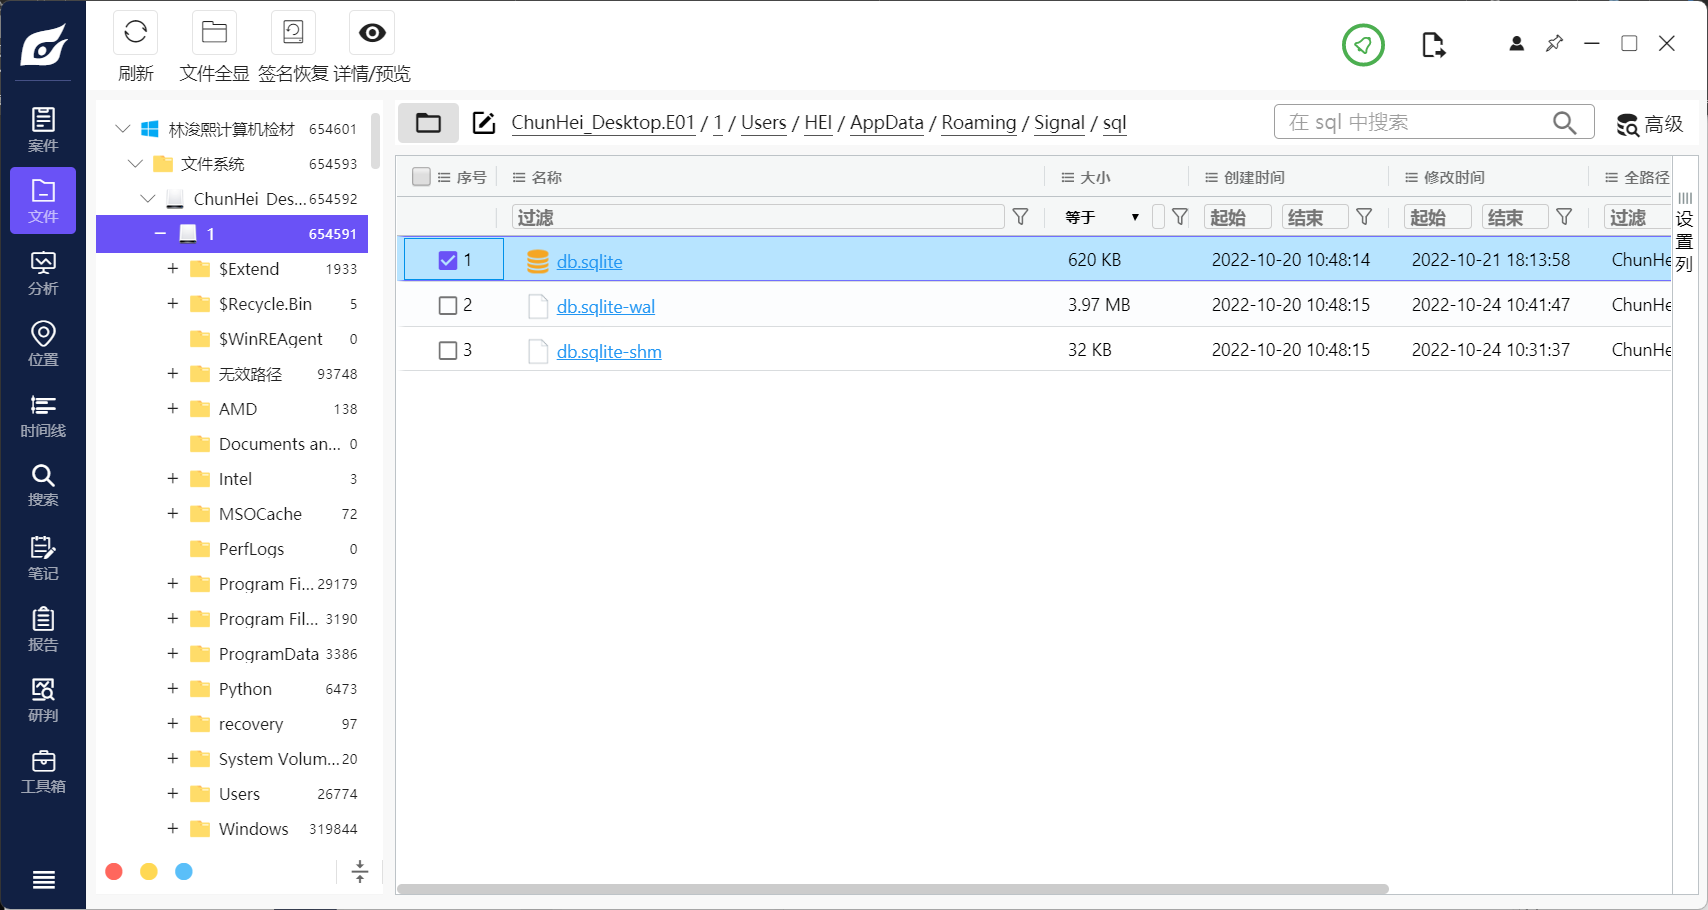 刷新 文件全显 签名恢复 详情/预览
案件
文件
分析
位置
时间线
搜索
笔记
报告
研判
工具箱
林浚熙计算机检材 654601
文件系统 654593
ChunHei_Des... 654592
1 654591
$Extend 1933
$Recycle.Bin 5
$WinREAgent 0
无效路径 93748
AMD 138
Documents an... 0
Intel 3
MSOCache 72
PerfLogs 0
Program Fi... 29179
Program Fil... 3190
ProgramData 3386
Python 6473
recovery 97
System Volum... 20
Users 26774
Windows 319844
ChunHei_Desktop.E01 / 1 / Users / HEI / AppData / Roaming / Signal / sql
在 sql 中搜索
高级
序号 名称 大小 创建时间 修改时间 全路径
过滤 等于 起始 结束 起始 结束 过滤
1 db.sqlite 620 KB 2022-10-20 10:48:14 2022-10-21 18:13:58 ChunHe
2 db.sqlite-wal 3.97 MB 2022-10-20 10:48:15 2022-10-24 10:41:47 ChunHe
3 db.sqlite-shm 32 KB 2022-10-20 10:48:15 2022-10-24 10:31:37 ChunHe
设置列